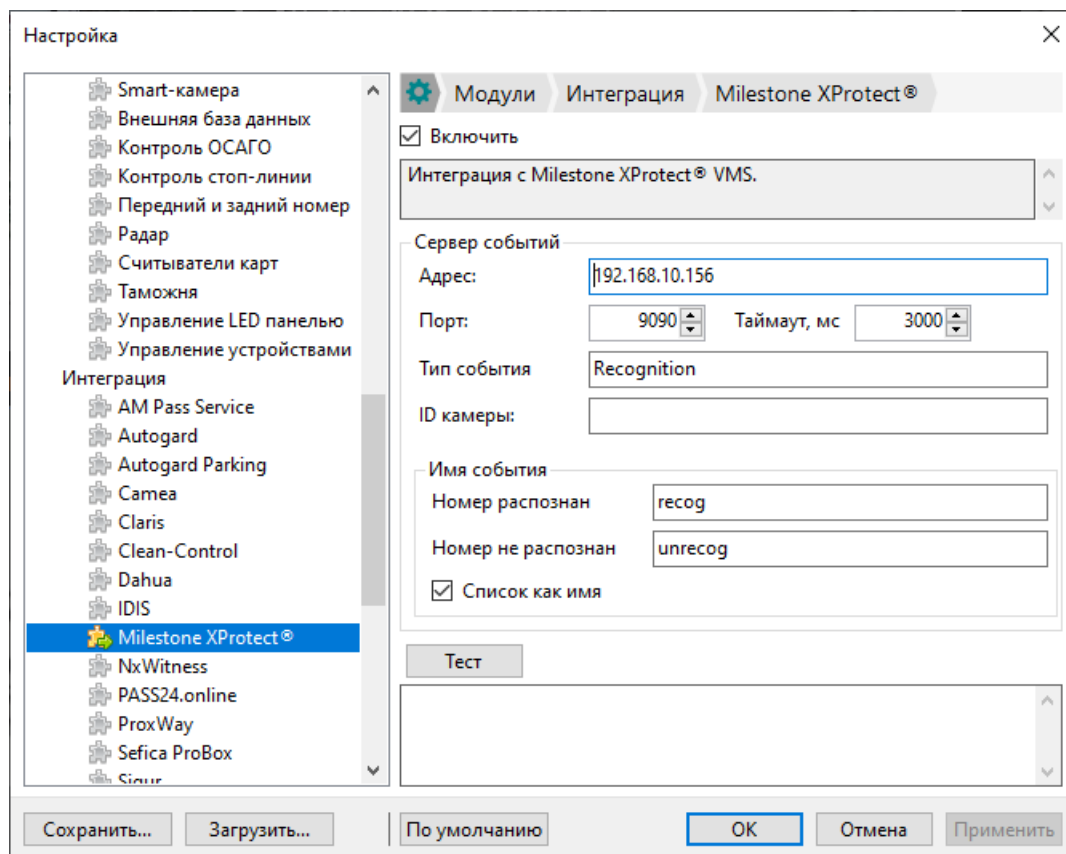 Настройка
Smart-камера
Внешняя база данных
Контроль ОСАГО
Контроль стоп-линии
Передний и задний номер
Радар
Считыватели карт
Таможня
Управление LED панелью
Управление устройствами
Интеграция
AM Pass Service
Autogard
Autogard Parking
Camea
Claris
Clean-Control
Dahua
IDIS
Milestone XProtect®
NxWitness
PASS24.online
ProxWay
Sefica ProBox
Sigur
Модули Интеграция Milestone XProtect®
Включить
Интеграция с Milestone XProtect® VMS.
Сервер событий
Адрес: 192.168.10.156
Порт: 9090 Таймаут, мс 3000
Тип события Recognition
ID камеры:
Имя события
Номер распознан recog
Номер не распознан unrecog
Список как имя
Тест
Сохранить... Загрузить... По умолчанию OK Отмена Применить